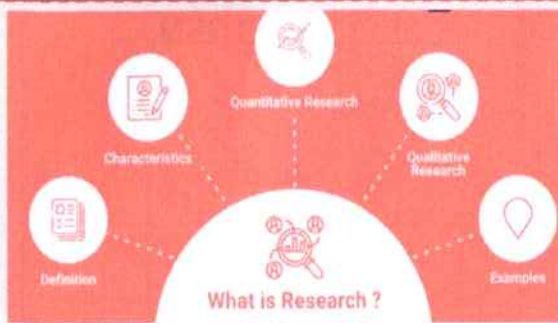 Quantitative Research
Characteristics
Qualitative
Research
Definition
Examples
What is Research ?